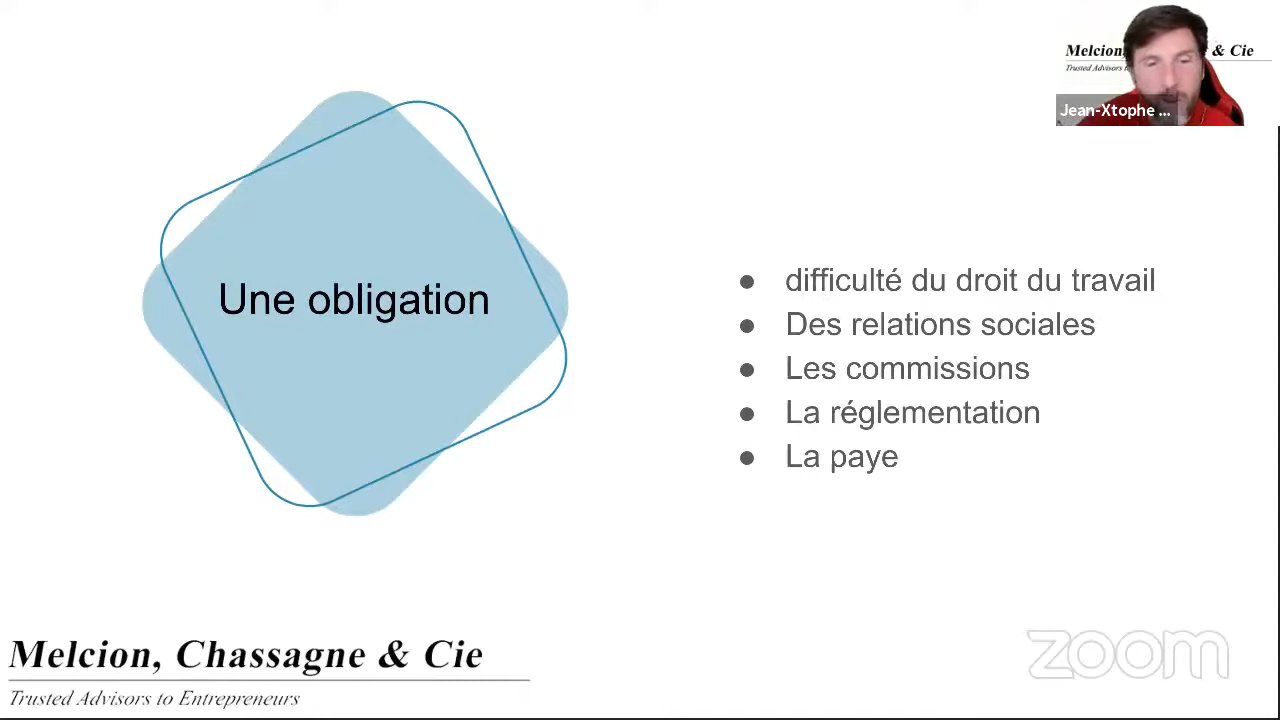 Melcion, & Cie
Trusted Advisors
Jean-Xtophe ...
Une obligation
● difficulté du droit du travail
● Des relations sociales
● Les commissions
● La réglementation
● La paye
Melcion, Chassagne & Cie
Trusted Advisors to Entrepreneurs
zoom